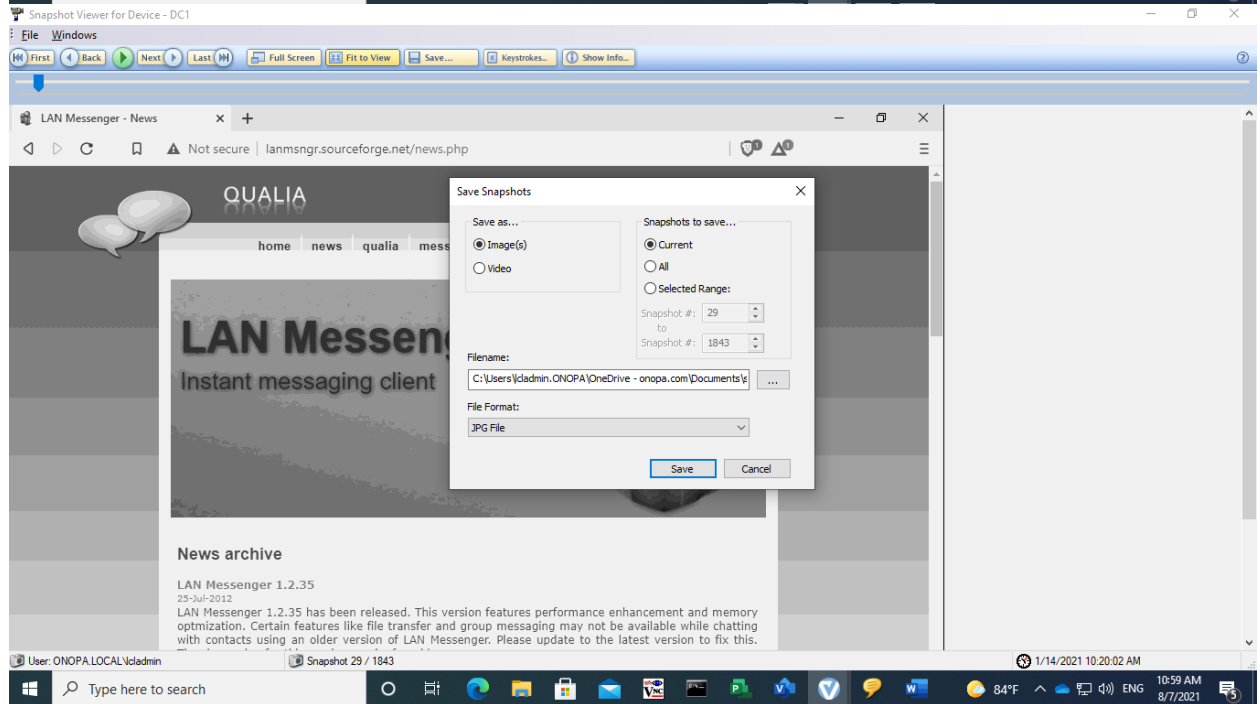 Snapshot Viewer for Device - DC1
File Windows
First Back Next Last Full Screen Fit to View Save... Keystrokes... Show Info...
LAN Messenger - News
Not secure lanmsngr.sourceforge.net/news.php
QUALIA
home news qualia mess
LAN Messen
Instant messaging client
Save Snapshots
Save as...
Image(s)
Video
Snapshots to save...
Current
All
Selected Range:
Snapshot #: 29
to
Snapshot #: 1843
Filename:
C:\Users\lcladmin.ONOPA\OneDrive - onopa.com\Documents\s
...
File Format:
JPG File
Save Cancel
News archive
LAN Messenger 1.2.35
25-Jul-2012
LAN Messenger 1.2.35 has been released. This version features performance enhancement and memory
optmization. Certain features like file transfer and group messaging may not be available while chatting
with contacts using an older version of LAN Messenger. Please update to the latest version to fix this.
User: ONOPA.LOCAL\lcladmin Snapshot 29 / 1843 1/14/2021 10:20:02 AM
Type here to search 84°F ENG 10:59 AM
8/7/2021 5